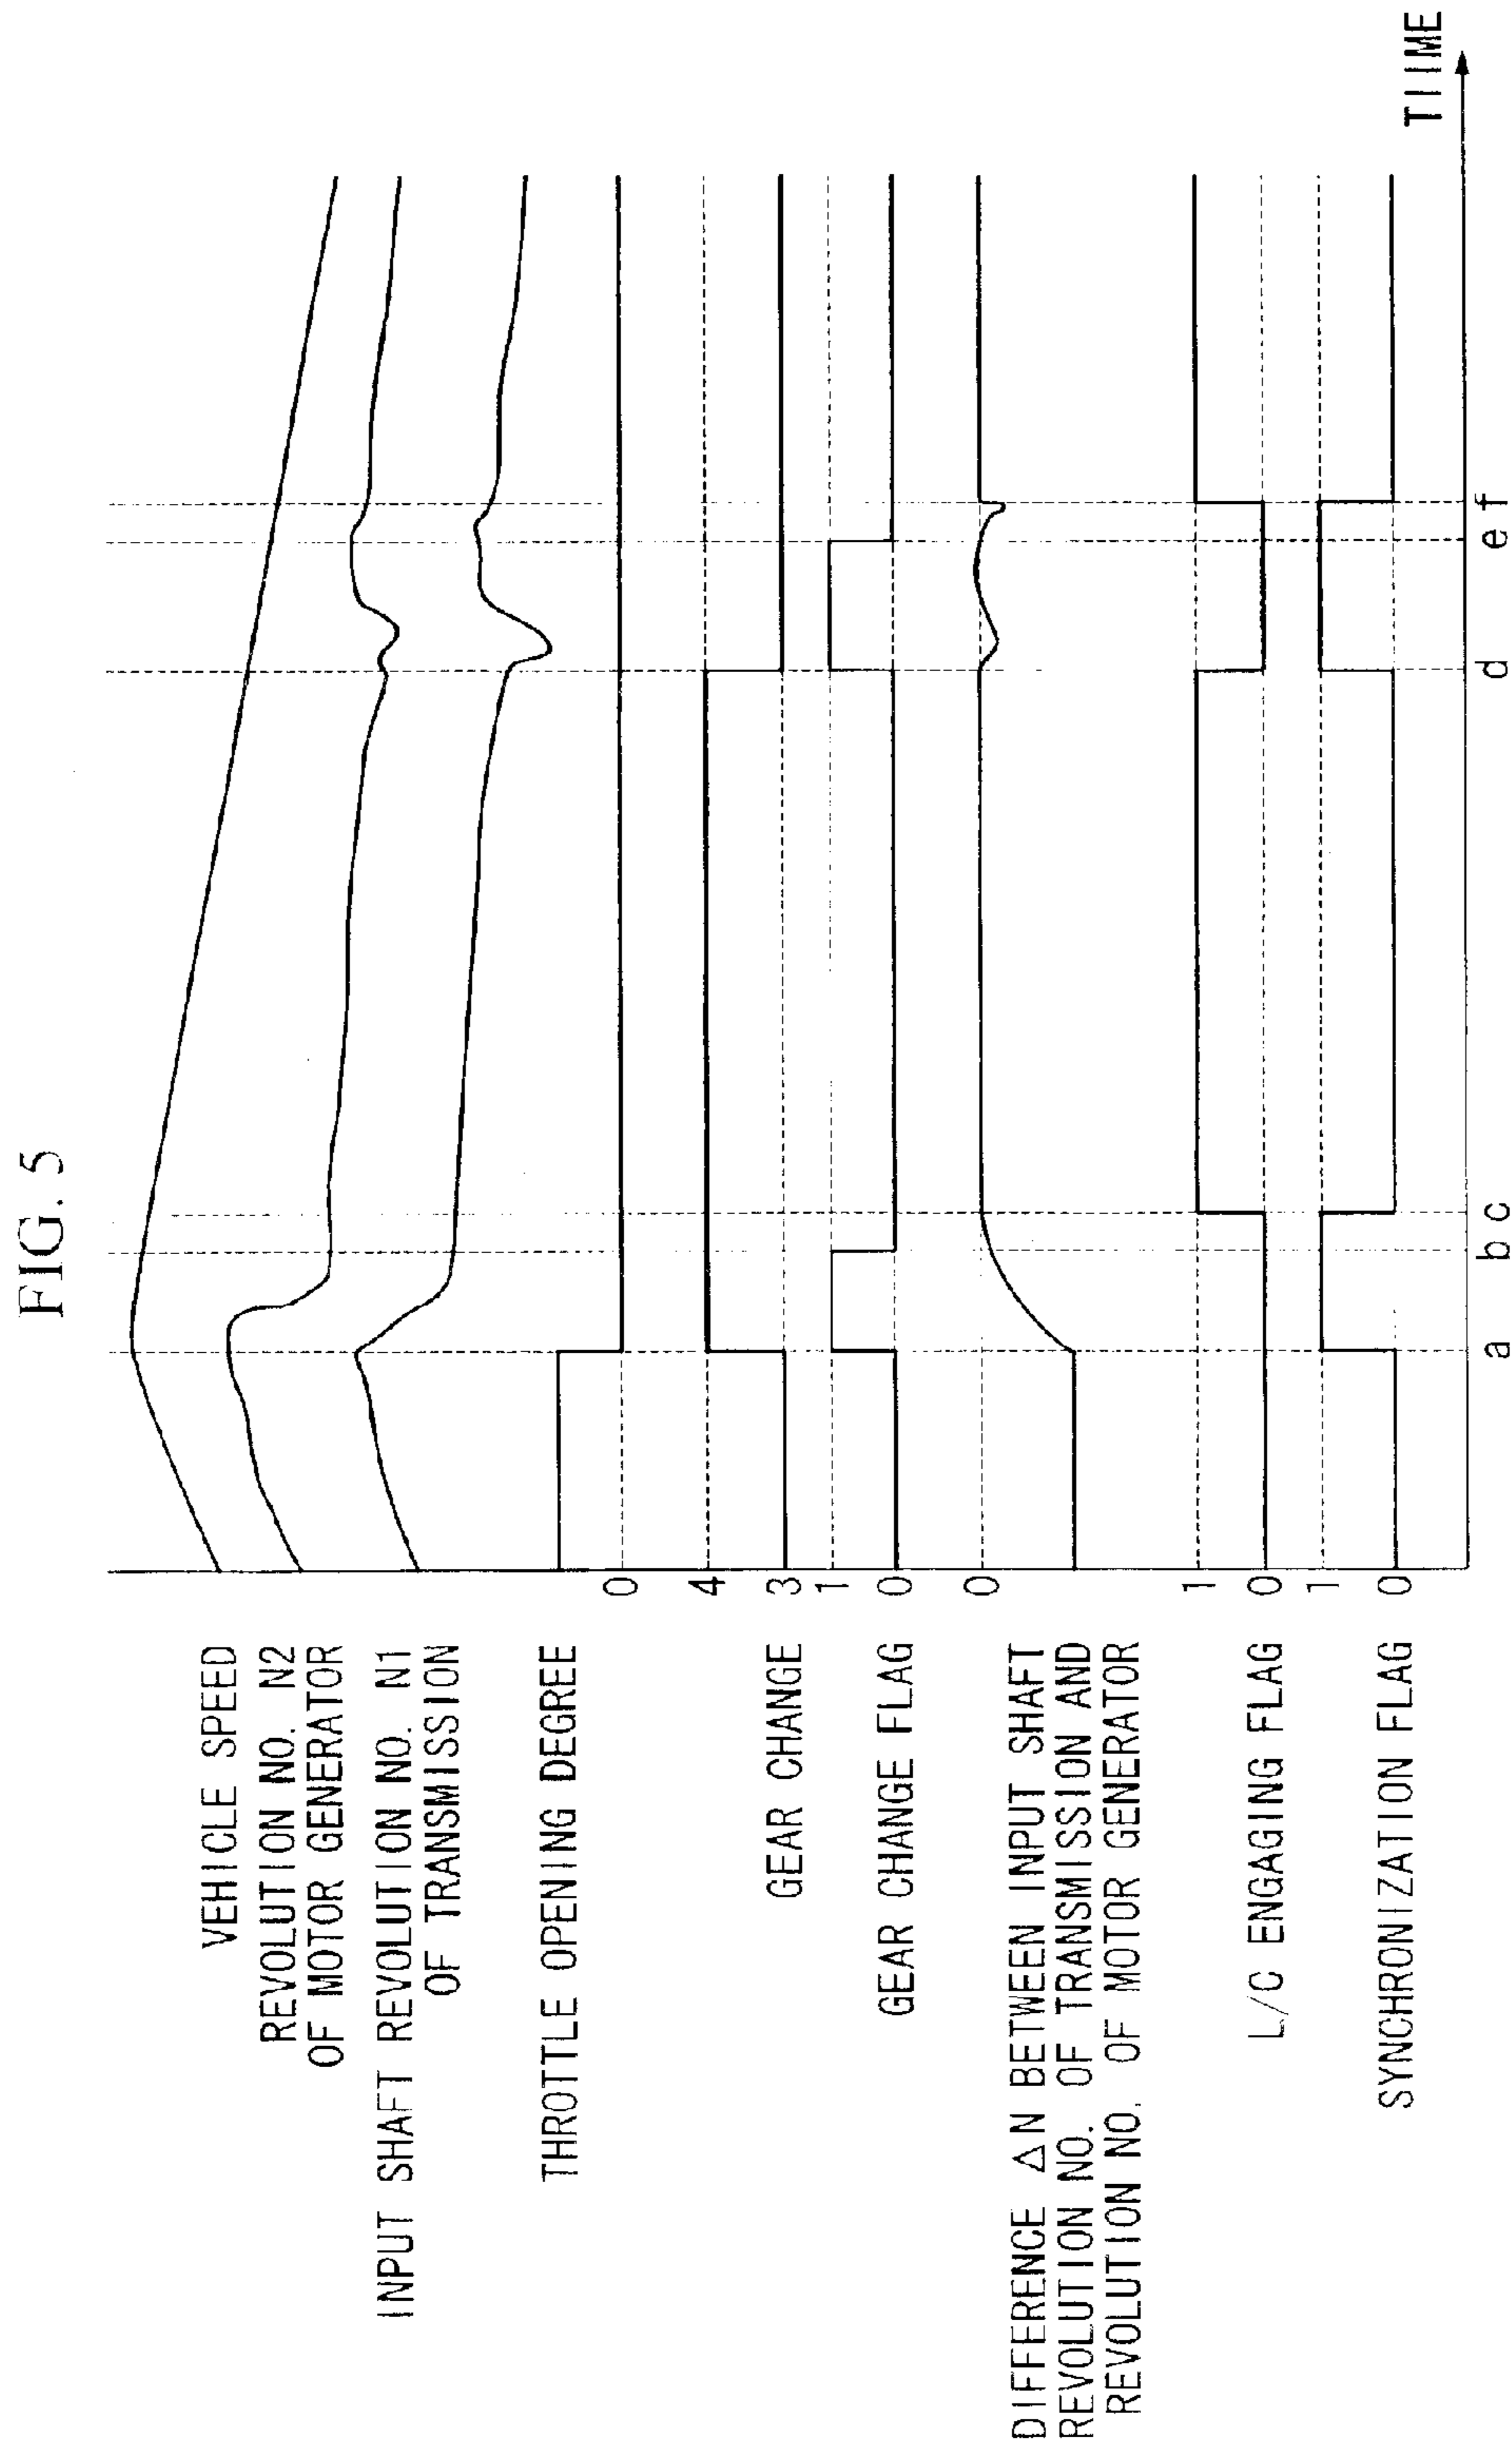 FIG. 5
VEHICLE SPEED
REVOLUTION NO. N2
OF MOTOR GENERATOR
INPUT SHAFT REVOLUTION NO. N1
OF TRANSMISSION
THROTTLE OPENING DEGREE
0
4
GEAR CHANGE
3
1
GEAR CHANGE FLAG
0
0
DIFFERENCE △N BETWEEN INPUT SHAFT
REVOLUTION NO. OF TRANSMISSION AND
REVOLUTION NO. OF MOTOR GENERATOR
1
L/C ENGAGING FLAG
0
1
SYNCHRONIZATION FLAG
0
TIIME
a b c d e f